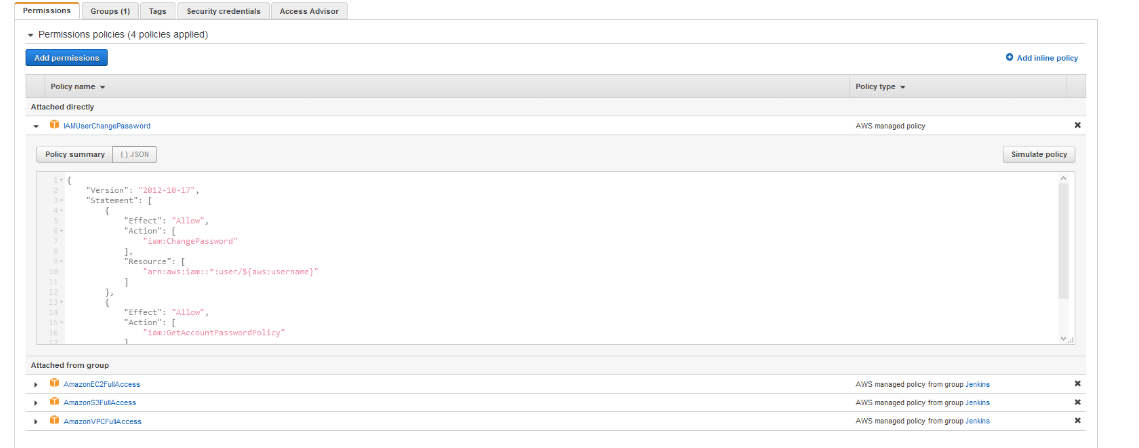 Permissions Groups (1) Tags Security credentials Access Advisor
Permissions policies (4 policies applied)
Add permissions Add inline policy
Policy name Policy type
Attached directly
IAMUserChangePassword AWS managed policy
Policy summary { } JSON Simulate policy
1 {
2 "Version": "2012-10-17",
3 "Statement": [
4 {
5 "Effect": "Allow",
6 "Action": [
7 "iam:ChangePassword"
8 ],
9 "Resource": [
10 "arn:aws:iam::*:user/${aws:username}"
11 ]
12 },
13 {
14 "Effect": "Allow",
15 "Action": [
16 "iam:GetAccountPasswordPolicy"
17 ]
Attached from group
AmazonEC2FullAccess AWS managed policy from group Jenkins
AmazonS3FullAccess AWS managed policy from group Jenkins
AmazonVPCFullAccess AWS managed policy from group Jenkins